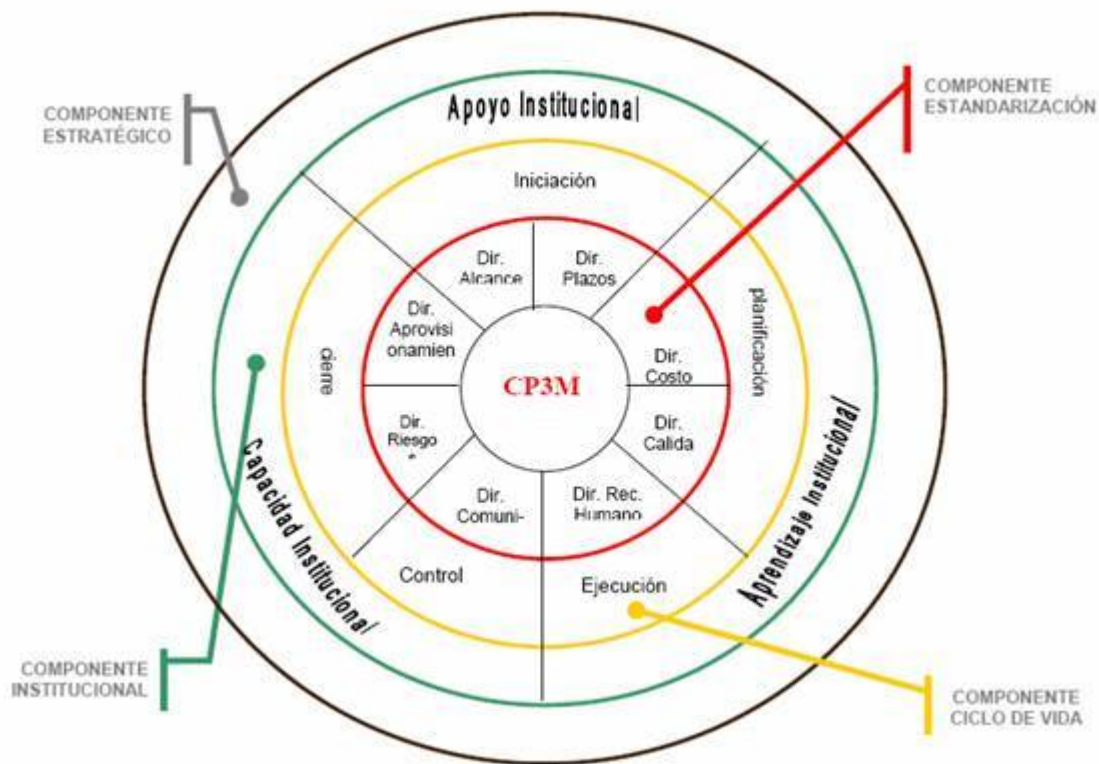 COMPONENTE
ESTRATÉGICO
COMPONENTE
ESTANDARIZACIÓN
Apoyo Institucional
Iniciación
Dir.
Alcance
Dir.
Plazos
Dir.
Aprovisi
onamien
planificación
cierre
CP3M
Dir.
Costo
Dir.
Riesgo
Dir.
Calida
Dir.
Comuni-
Dir. Rec.
Humano
Capacidad Institucional
Aprendizaje Institucional
Control
Ejecución
COMPONENTE
INSTITUCIONAL
COMPONENTE
CICLO DE VIDA